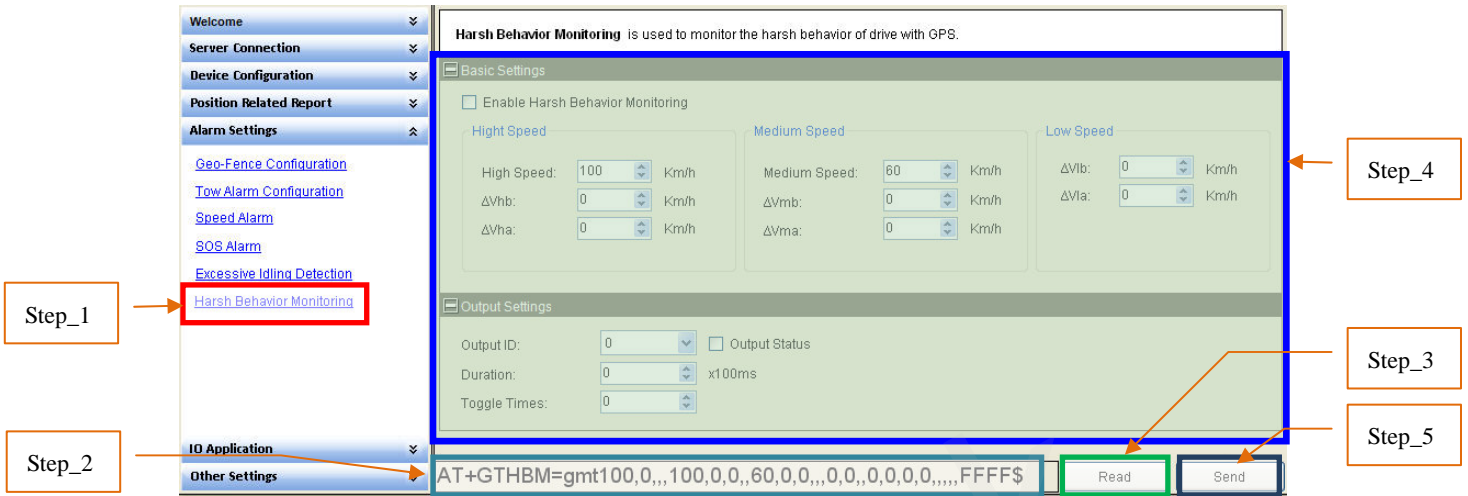 Welcome
Server Connection
Device Configuration
Position Related Report
Alarm Settings
Geo-Fence Configuration
Tow Alarm Configuration
Speed Alarm
SOS Alarm
Excessive Idling Detection
Harsh Behavior Monitoring
IO Application
Other Settings
Harsh Behavior Monitoring is used to monitor the harsh behavior of drive with GPS.
Basic Settings
Enable Harsh Behavior Monitoring
Hight Speed
High Speed: 100 Km/h
ΔVhb: 0 Km/h
ΔVha: 0 Km/h
Medium Speed
Medium Speed: 60 Km/h
ΔVmb: 0 Km/h
ΔVma: 0 Km/h
Low Speed
ΔVlb: 0 Km/h
ΔVla: 0 Km/h
Output Settings
Output ID: 0 Output Status
Duration: 0 x100ms
Toggle Times: 0
AT+GTHBM=gmt100,0,,,100,0,0,,60,0,0,,,0,0,,0,0,0,0,,,,,FFFF$
Read
Send
Step_1
Step_2
Step_3
Step_4
Step_5